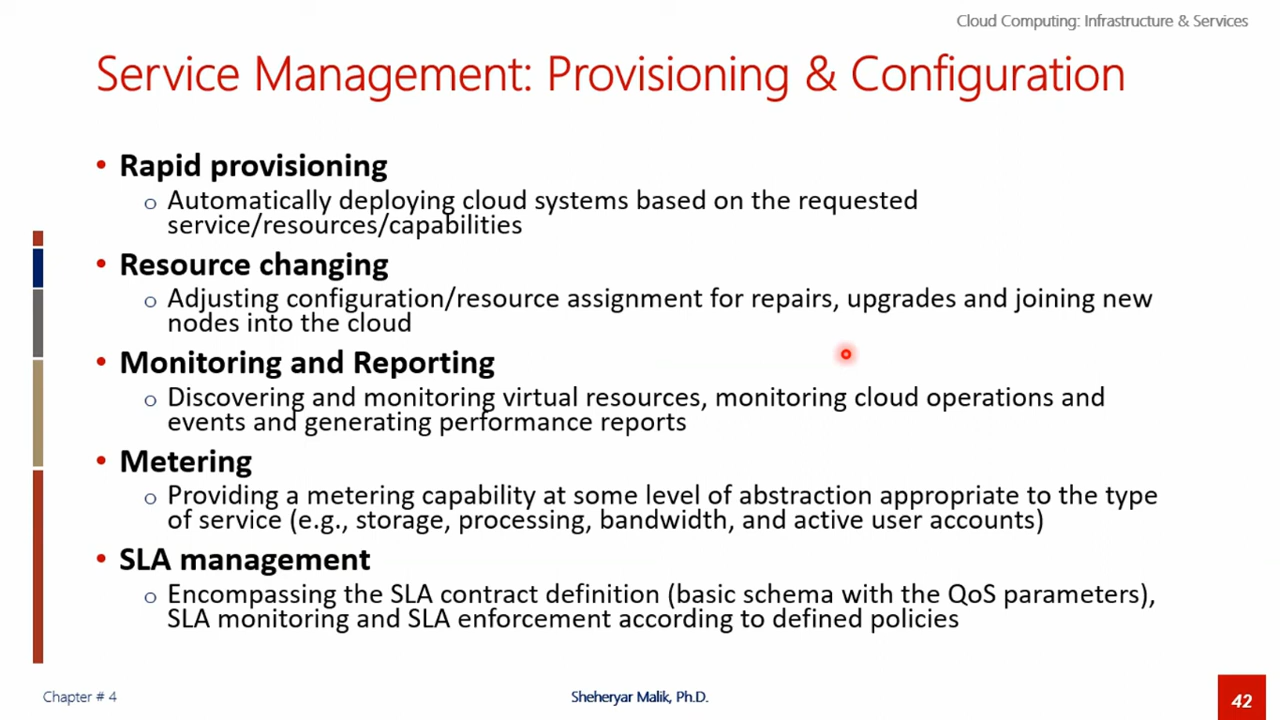 Cloud Computing: Infrastructure & Services
Service Management: Provisioning & Configuration
• Rapid provisioning
o Automatically deploying cloud systems based on the requested
service/resources/capabilities
• Resource changing
o Adjusting configuration/resource assignment for repairs, upgrades and joining new
nodes into the cloud
• Monitoring and Reporting
o Discovering and monitoring virtual resources, monitoring cloud operations and
events and generating performance reports
• Metering
o Providing a metering capability at some level of abstraction appropriate to the type
of service (e.g., storage, processing, bandwidth, and active user accounts)
• SLA management
o Encompassing the SLA contract definition (basic schema with the QoS parameters),
SLA monitoring and SLA enforcement according to defined policies
Chapter # 4
Sheheryar Malik, Ph.D.
42